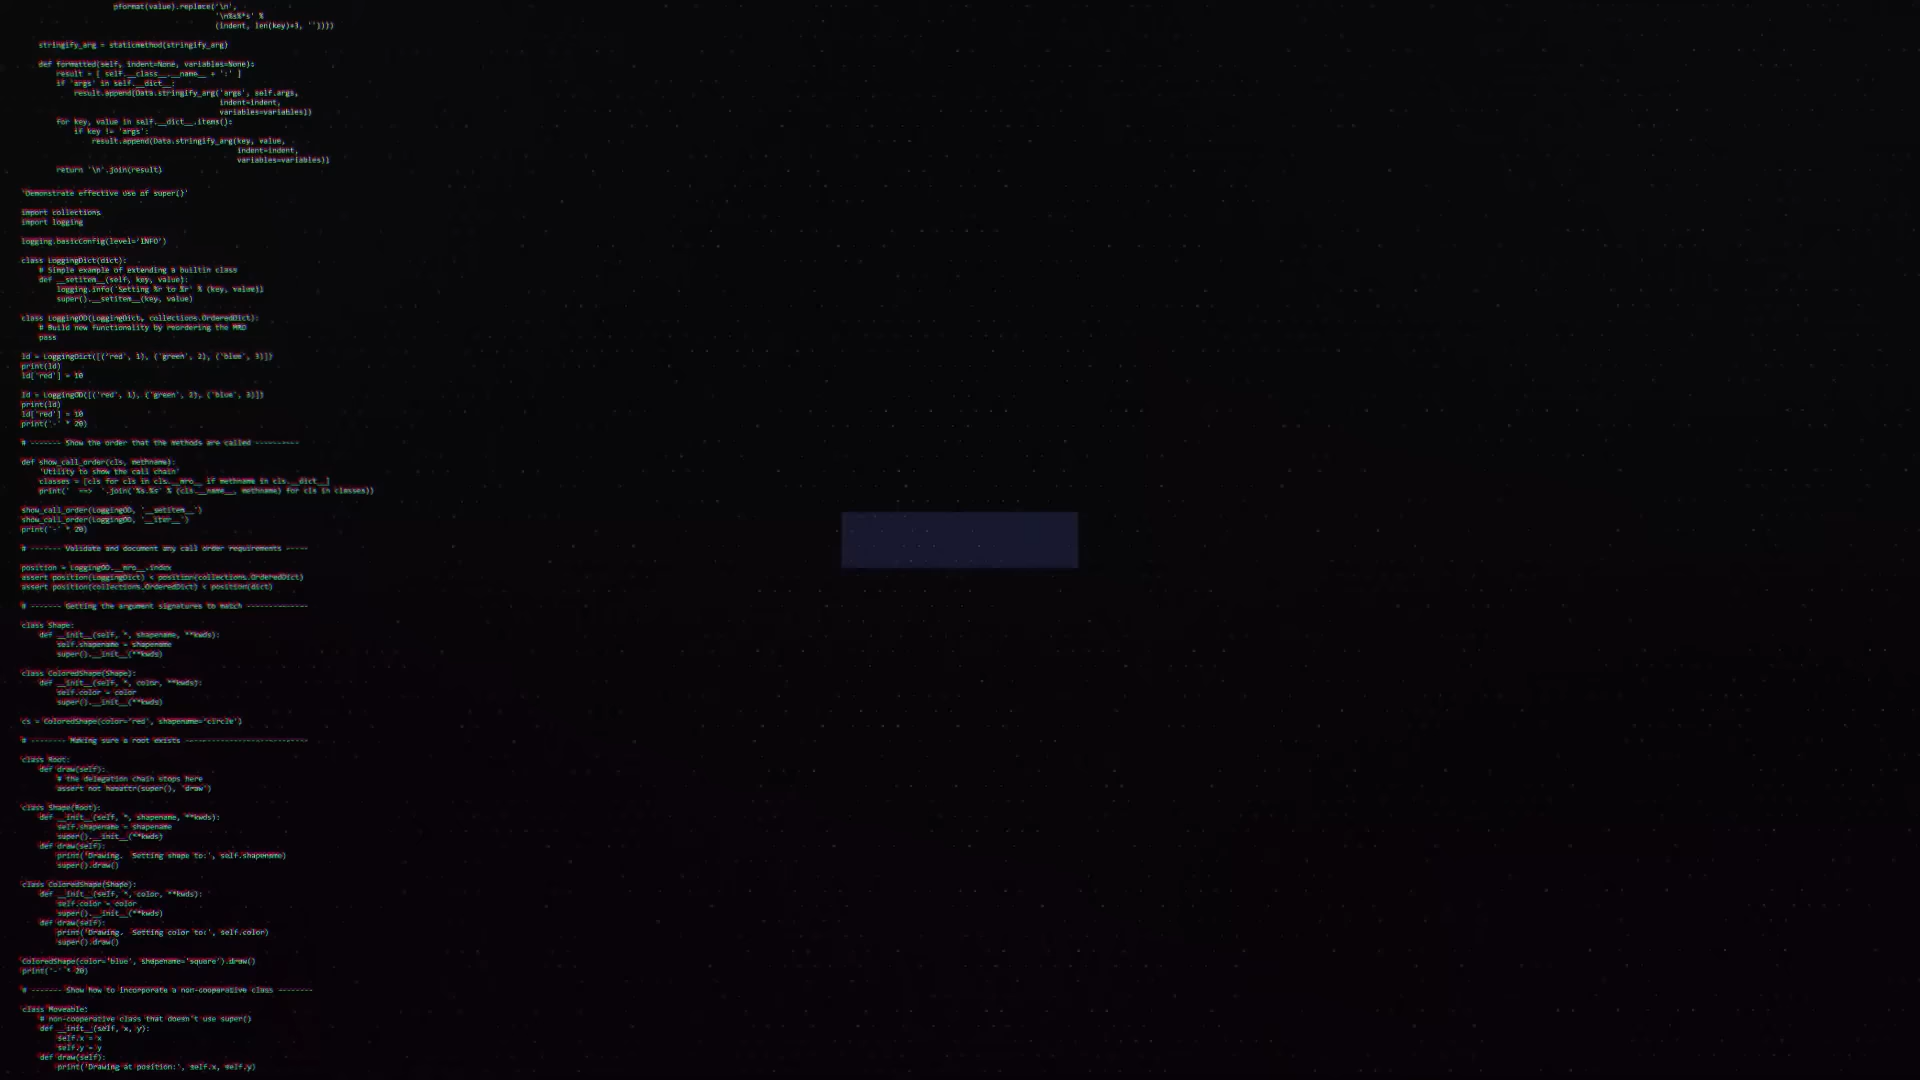 pformat(value).replace('\n',
'\n%s%*s' %
(indent, len(key)+3, ''))))
stringify_arg = staticmethod(stringify_arg)
def formatted(self, indent=None, variables=None):
result = [ self.__class__.__name__ + ':' ]
if 'args' in self.__dict__:
result.append(Data.stringify_arg('args', self.args,
indent=indent,
variables=variables))
for key, value in self.__dict__.items():
if key != 'args':
result.append(Data.stringify_arg(key, value,
indent=indent,
variables=variables))
return '\n'.join(result)
'Demonstrate effective use of super()'
import collections
import logging
logging.basicConfig(level='INFO')
class LoggingDict(dict):
# Simple example of extending a builtin class
def __setitem__(self, key, value):
logging.info('Setting %r to %r' % (key, value))
super().__setitem__(key, value)
class LoggingOD(LoggingDict, collections.OrderedDict):
# Build new functionality by reordering the MRO
pass
ld = LoggingDict([('red', 1), ('green', 2), ('blue', 3)])
print(ld)
ld['red'] = 10
ld = LoggingOD([('red', 1), ('green', 2), ('blue', 3)])
print(ld)
ld['red'] = 10
print('-' * 20)
# ------- Show the order that the methods are called ----------
def show_call_order(cls, methname):
'Utility to show the call chain'
classes = [cls for cls in cls.__mro__ if methname in cls.__dict__]
print('  ==>  '.join('%s.%s' % (cls.__name__, methname) for cls in classes))
show_call_order(LoggingOD, '__setitem__')
show_call_order(LoggingOD, '__iter__')
print('-' * 20)
# ------- Validate and document any call order requirements -----
position = LoggingOD.__mro__.index
assert position(LoggingDict) < position(collections.OrderedDict)
assert position(collections.OrderedDict) < position(dict)
# ------- Getting the argument signatures to match --------------
class Shape:
def __init__(self, *, shapename, **kwds):
self.shapename = shapename
super().__init__(**kwds)
class ColoredShape(Shape):
def __init__(self, *, color, **kwds):
self.color = color
super().__init__(**kwds)
cs = ColoredShape(color='red', shapename='circle')
# -------- Making sure a root exists ----------------------------
class Root:
def draw(self):
# the delegation chain stops here
assert not hasattr(super(), 'draw')
class Shape(Root):
def __init__(self, *, shapename, **kwds):
self.shapename = shapename
super().__init__(**kwds)
def draw(self):
print('Drawing.  Setting shape to:', self.shapename)
super().draw()
class ColoredShape(Shape):
def __init__(self, *, color, **kwds):
self.color = color
super().__init__(**kwds)
def draw(self):
print('Drawing.  Setting color to:', self.color)
super().draw()
ColoredShape(color='blue', shapename='square').draw()
print('-' * 20)
# ------- Show how to incorporate a non-cooperative class --------
class Moveable:
# non-cooperative class that doesn't use super()
def __init__(self, x, y):
self.x = x
self.y = y
def draw(self):
print('Drawing at position:', self.x, self.y)